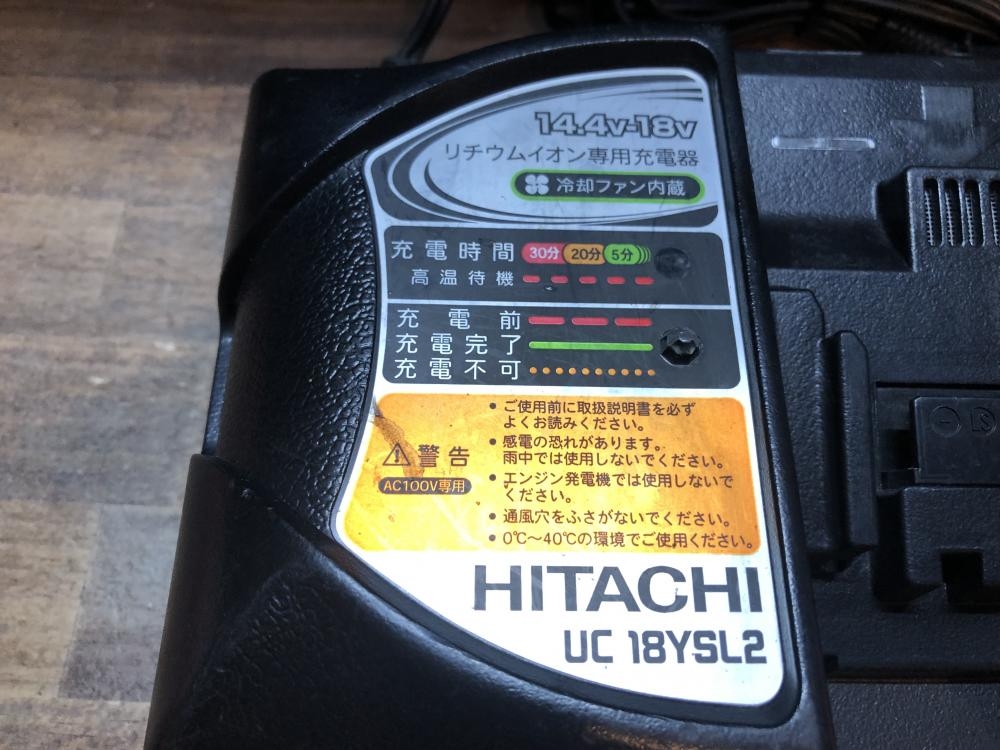 14.4V-18V
リチウムイオン専用充電器
冷却ファン内蔵
充電時間 30分 20分 5分
高温待機
充電前
充電完了
充電不可
警告
AC100V専用
• ご使用前に取扱説明書を必ず
よくお読みください。
• 感電の恐れがあります。
雨中では使用しないでください。
• エンジン発電機では使用しないで
ください。
• 通風穴をふさがないでください。
• 0℃～40℃の環境でご使用ください。
HITACHI
UC 18YSL2